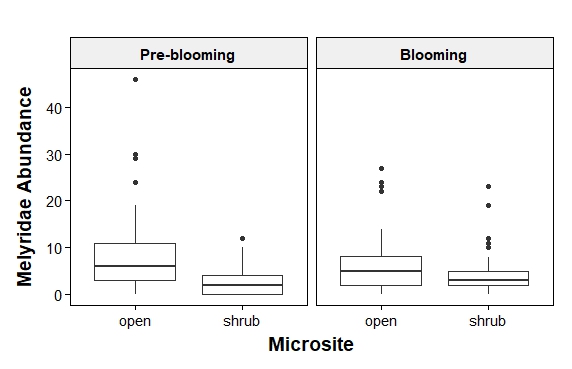 Pre-blooming
Blooming
Melyridae Abundance
40
30
20
10
0
open
shrub
open
shrub
Microsite